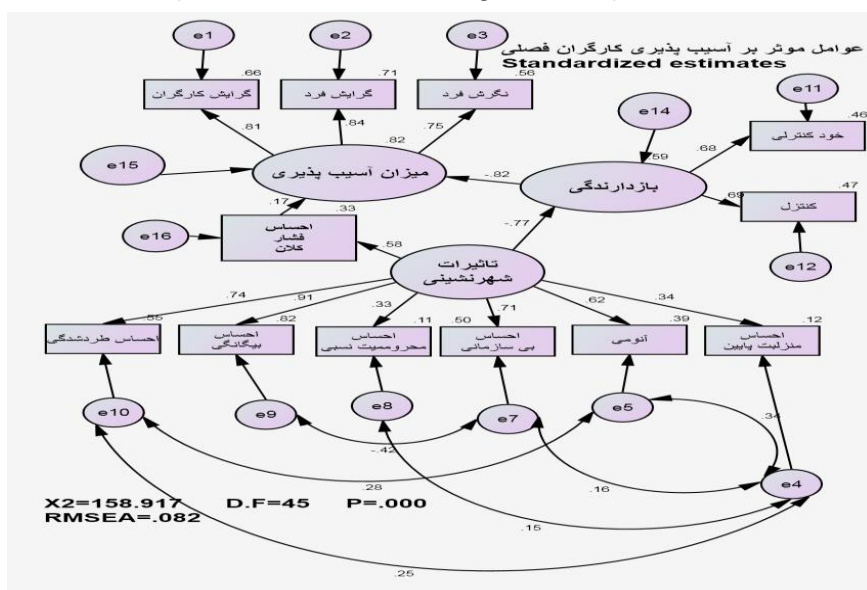 e1
e2
e3
عوامل موثر بر آسیب پذیری کارگران فصلی
Standardized estimates
.66
.71
.56
e14
e11
گرایش کارگران
گرایش فرد
نگرش فرد
.46
خود کنترلی
.81
.84
.82
.75
.68
e15
میزان آسیب پذیری
-.82
.59
بازدارندگی
.69
.47
کنترل
.17
.33
e16
احساس
فشار
کلان
.58
-.77
e12
تاثیرات
شهرنشینی
.74
.91
.33
.71
.62
.34
.55
.82
.11
.50
.39
.12
احساس طردشدگی
احساس
بیگانگی
احساس
محرومیت نسبی
احساس
بی سازمانی
آنومی
احساس
منزلت پایین
e10
e9
e8
e7
e5
.34
-.42
e4
.28
.16
X2=158.917 D.F=45 P=.000
RMSEA=.082
.15
.25